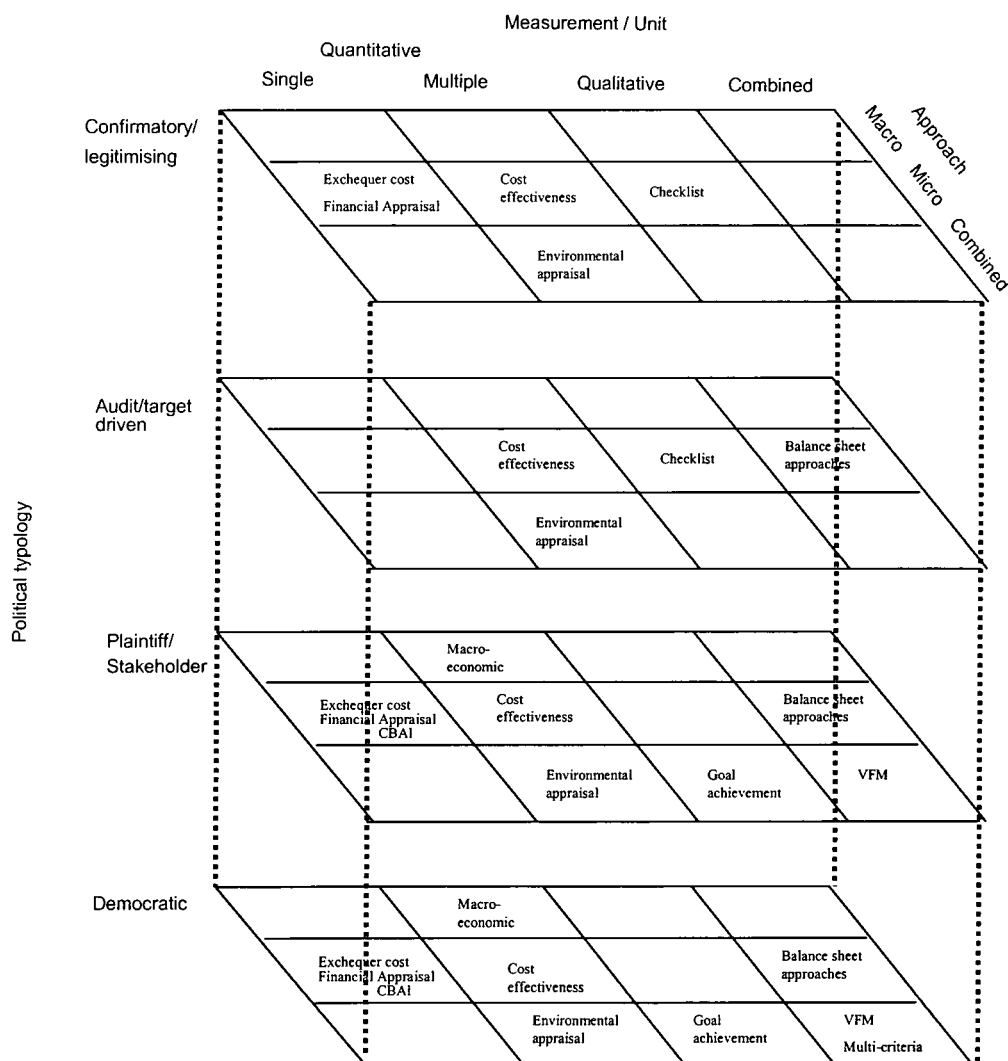 Measurement / Unit
Quantitative
Single Multiple Qualitative Combined
Approach
Macro Micro Combined
Political typology
Confirmatory/
legitimising
Exchequer cost
Financial Appraisal
Cost
effectiveness
Checklist
Environmental
appraisal
Audit/target
driven
Cost
effectiveness
Checklist
Balance sheet
approaches
Environmental
appraisal
Plaintiff/
Stakeholder
Macro-
economic
Exchequer cost
Financial Appraisal
CBAI
Cost
effectiveness
Balance sheet
approaches
Environmental
appraisal
Goal
achievement
VFM
Democratic
Macro-
economic
Exchequer cost
Financial Appraisal
CBAI
Cost
effectiveness
Balance sheet
approaches
Environmental
appraisal
Goal
achievement
VFM
Multi-criteria